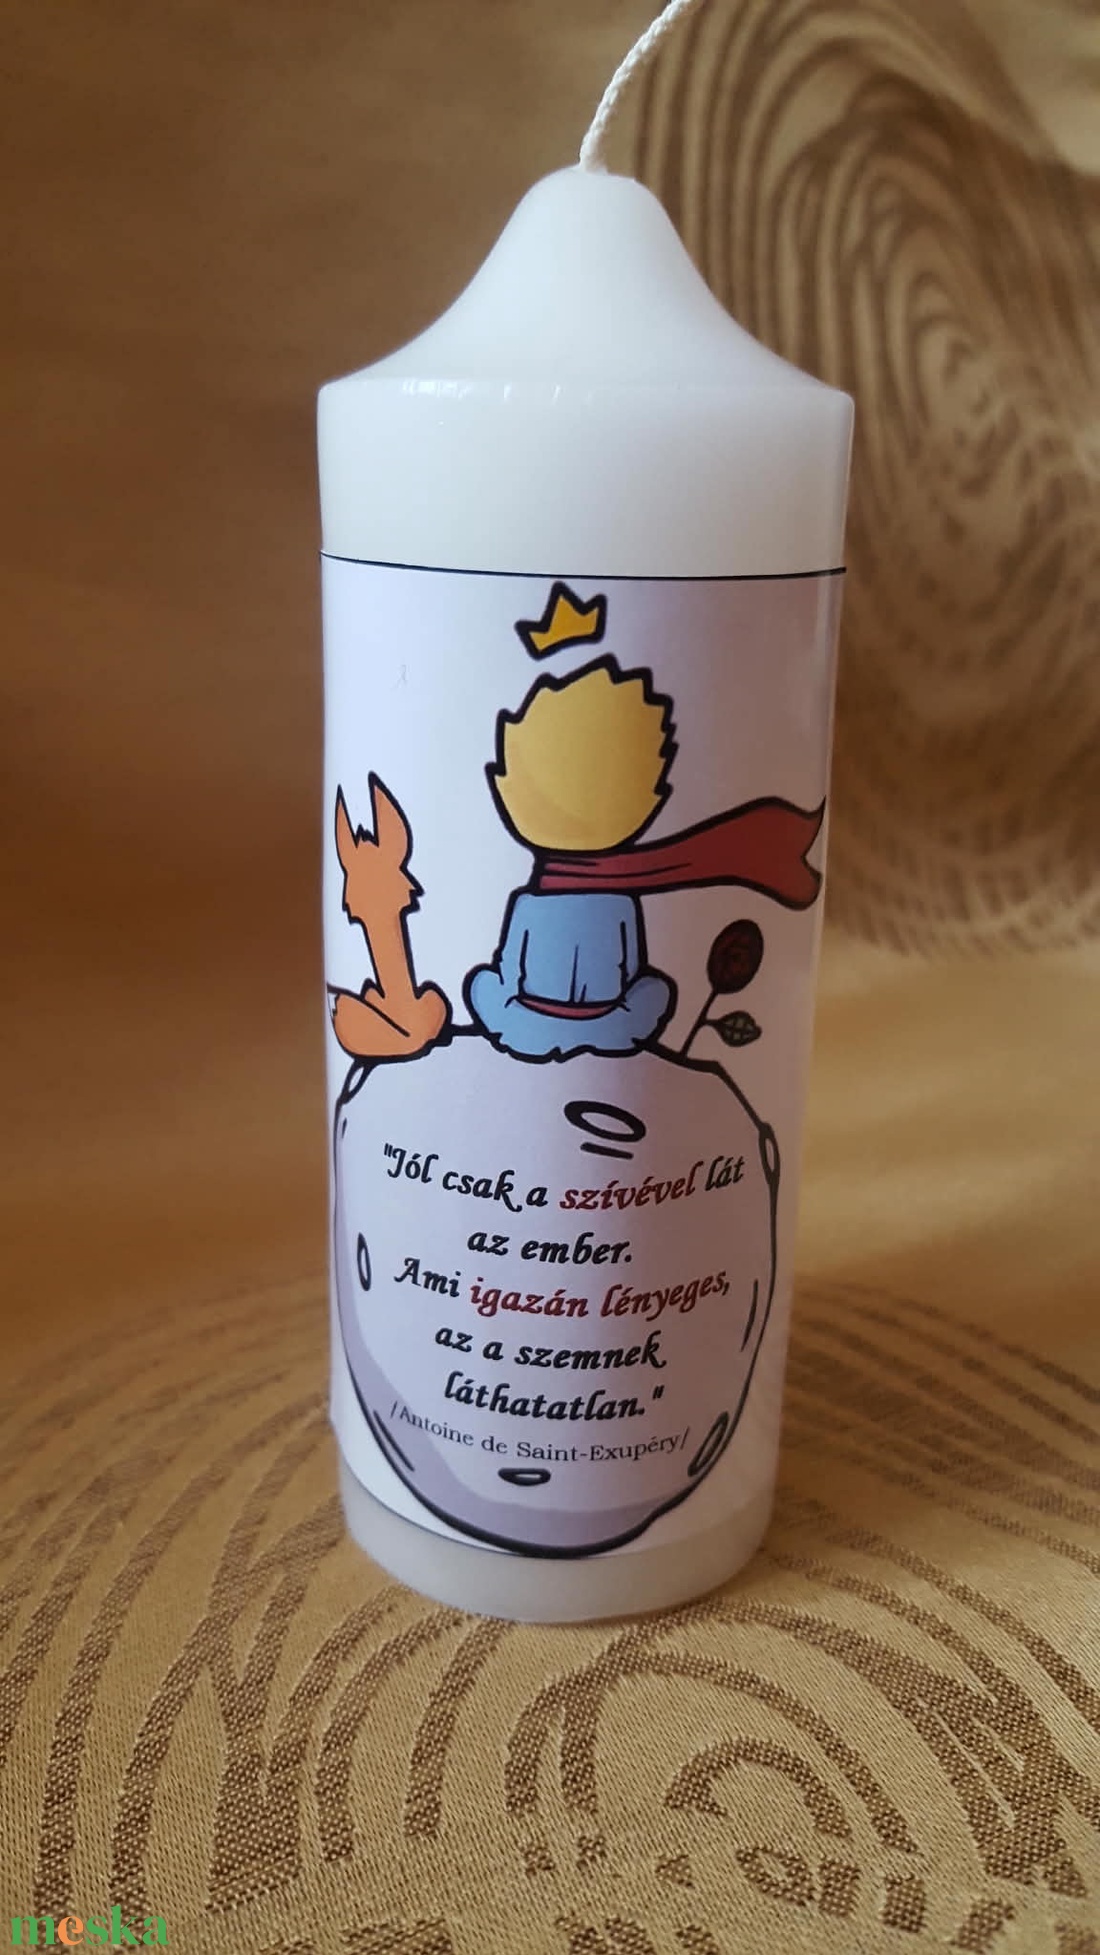 "Jól csak a szívével lát
az ember.
Ami igazán lényeges,
az a szemnek
láthatatlan."
/Antoine de Saint-Exupéry/
meska